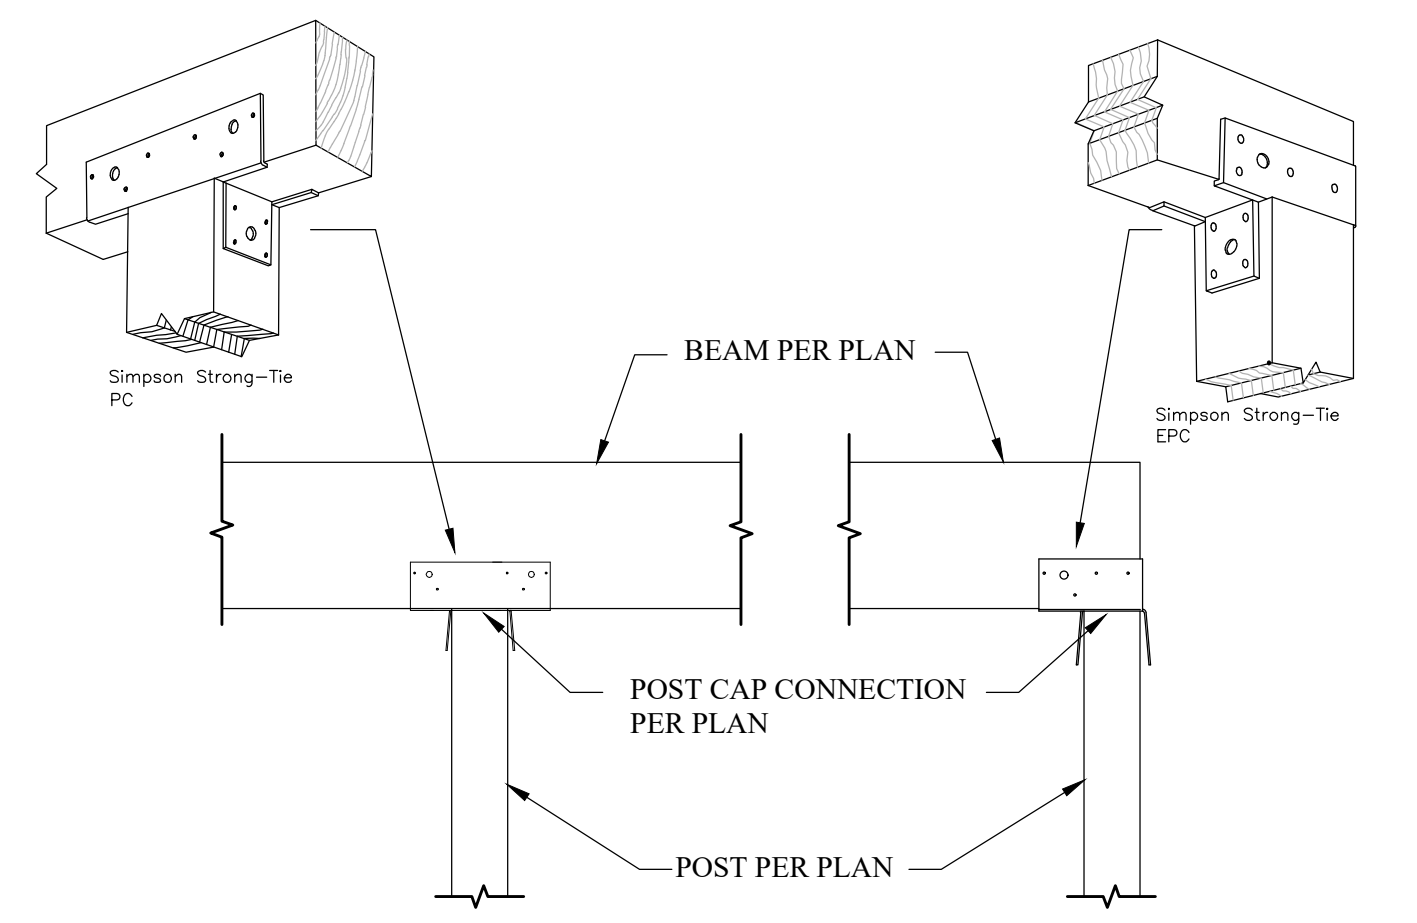 BEAM PER PLAN
Simpson Strong-Tie
PC
Simpson Strong-Tie
EPC
POST CAP CONNECTION
PER PLAN
POST PER PLAN